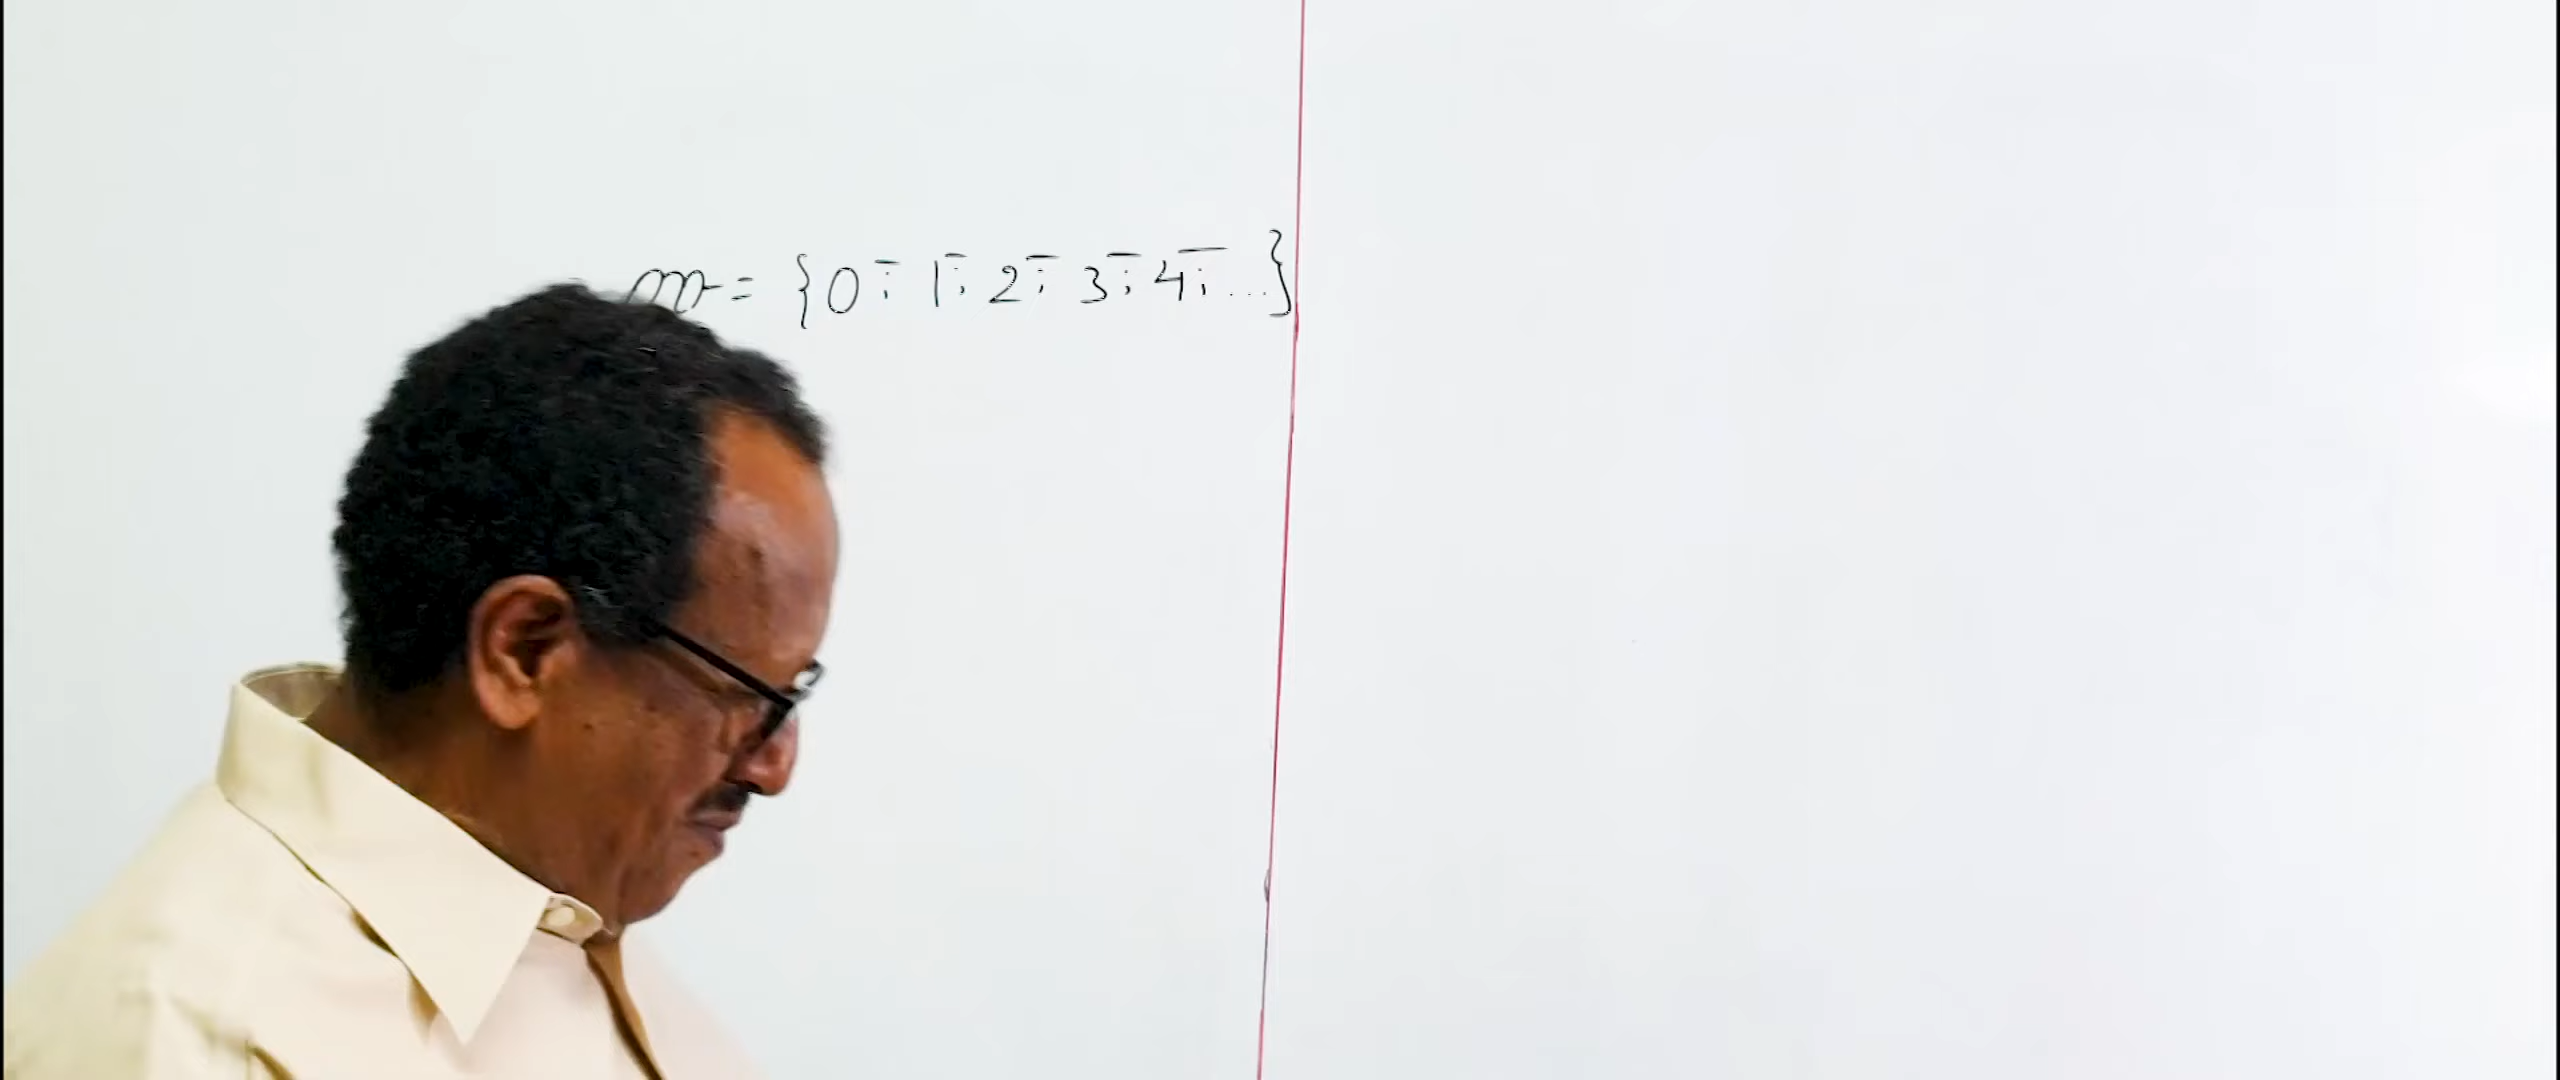 m = {0; 1; 2; 3; 4; ...}